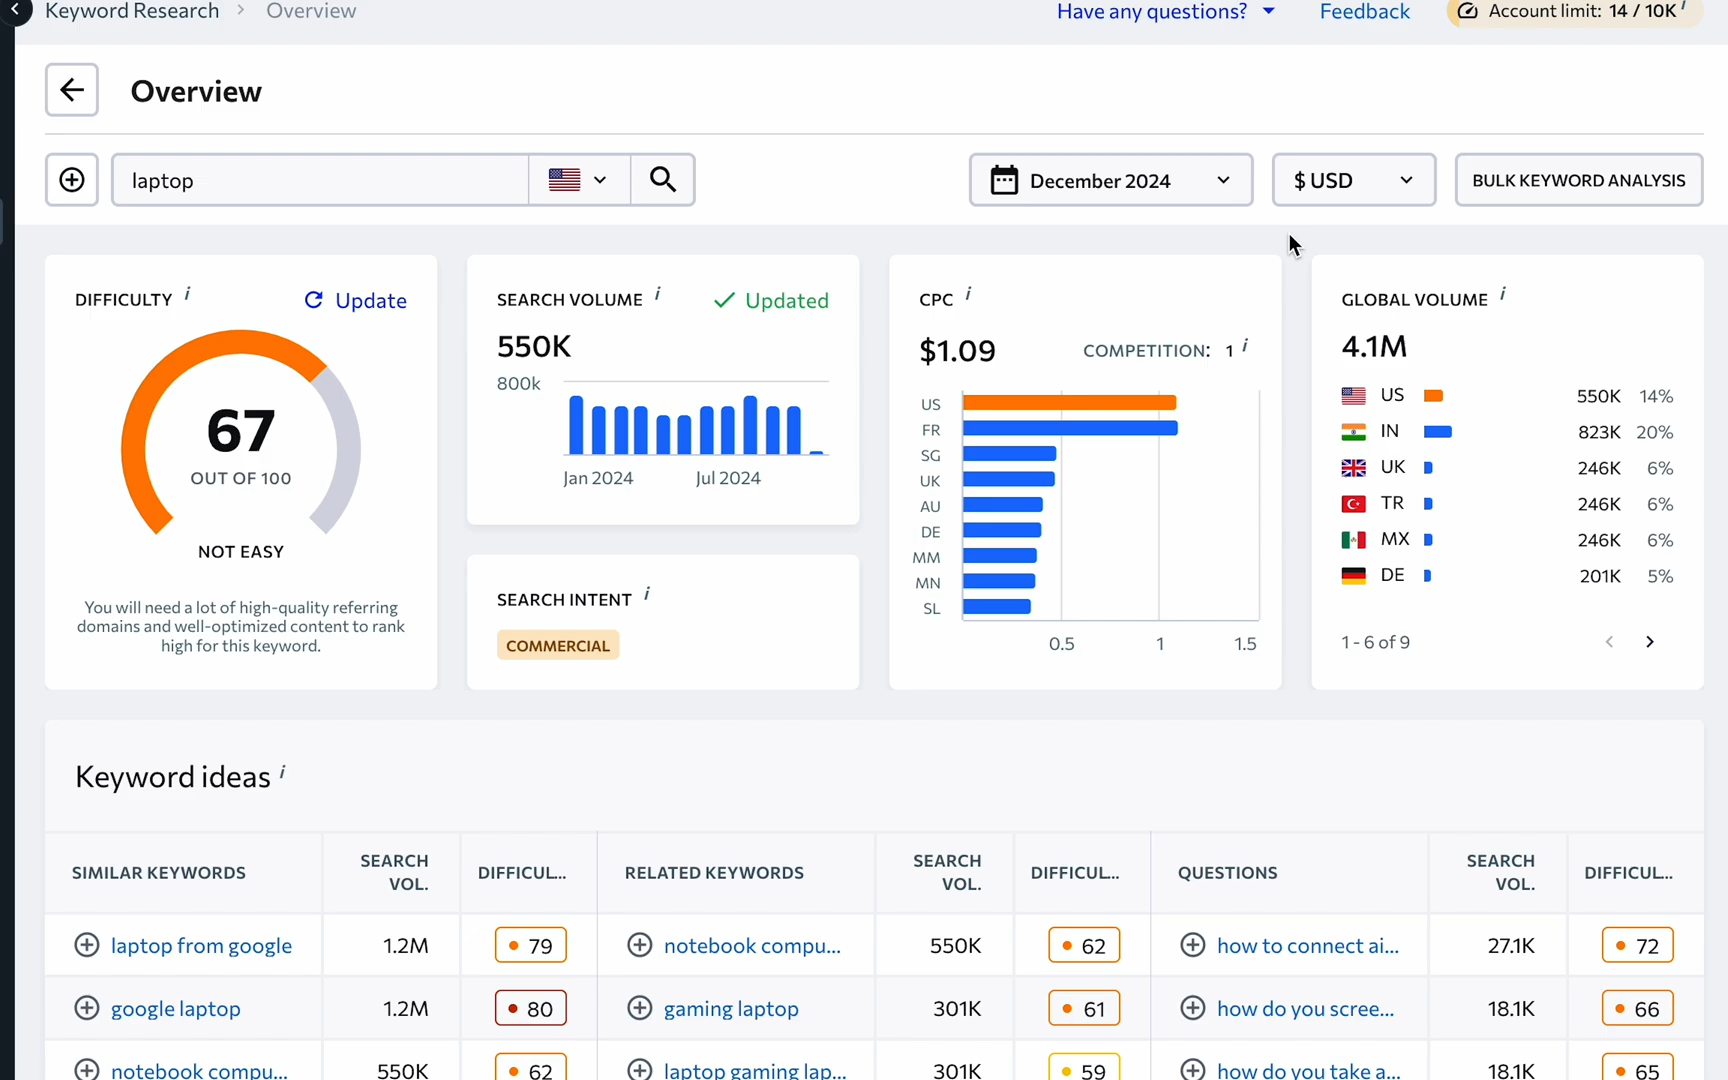 Keyword Research > Overview
Have any questions?
Feedback
Account limit: 14 / 10K i
Overview
laptop
December 2024
$ USD
BULK KEYWORD ANALYSIS
DIFFICULTY i
Update
67
OUT OF 100
NOT EASY
You will need a lot of high-quality referring
domains and well-optimized content to rank
high for this keyword.
SEARCH VOLUME i
Updated
550K
800k
Jan 2024 Jul 2024
SEARCH INTENT i
COMMERCIAL
CPC i
$1.09
COMPETITION: 1 i
US
FR
SG
UK
AU
DE
MM
MN
SL
0.5 1 1.5
GLOBAL VOLUME i
4.1M
US 550K 14%
IN 823K 20%
UK 246K 6%
TR 246K 6%
MX 246K 6%
DE 201K 5%
1 - 6 of 9
Keyword ideas i
SIMILAR KEYWORDS SEARCH VOL. DIFFICUL... RELATED KEYWORDS SEARCH VOL. DIFFICUL... QUESTIONS SEARCH VOL. DIFFICUL...
laptop from google 1.2M 79 notebook compu... 550K 62 how to connect ai... 27.1K 72
google laptop 1.2M 80 gaming laptop 301K 61 how do you scree... 18.1K 66
notebook compu... 550K 62 laptop gaming lap... 301K 59 how do you take a... 18.1K 65